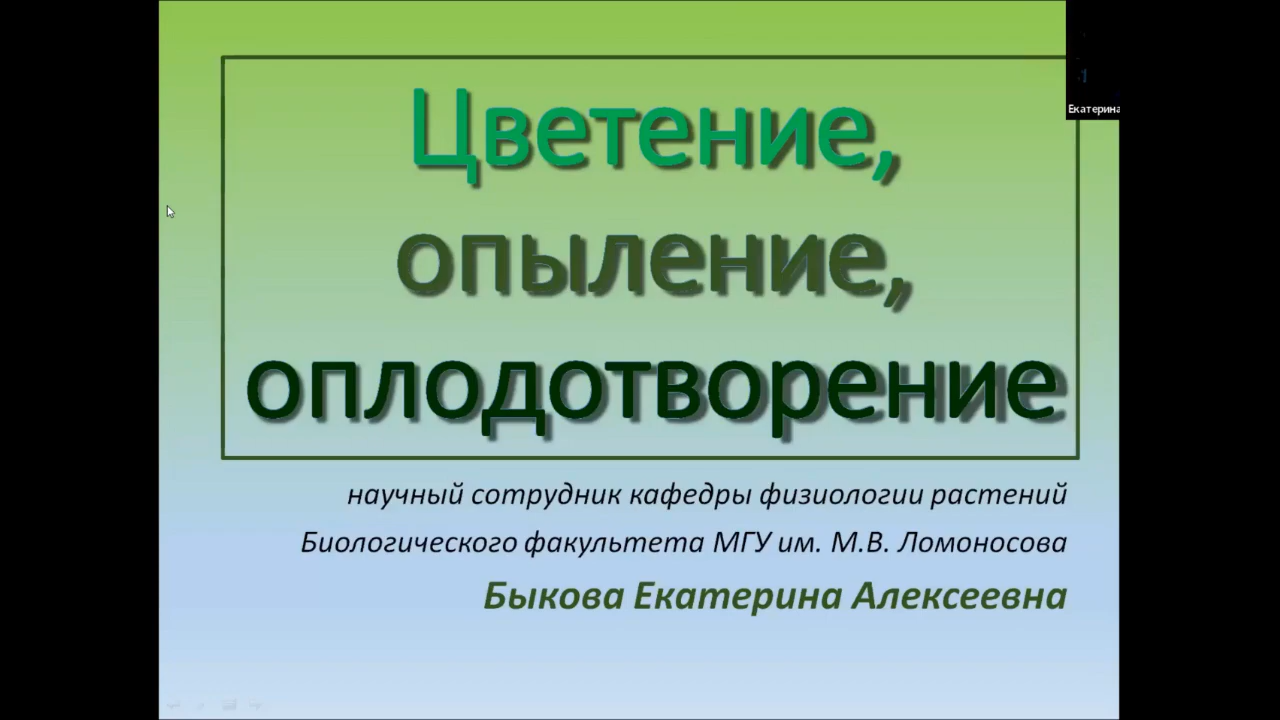 Цветение,
опыление,
оплодотворение
научный сотрудник кафедры физиологии растений
Биологического факультета МГУ им. М.В. Ломоносова
Быкова Екатерина Алексеевна
Екатерина